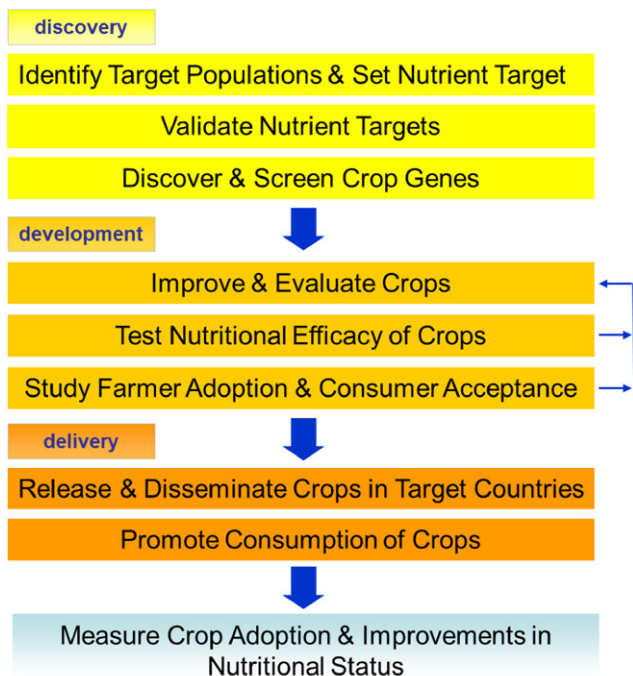 discovery
Identify Target Populations & Set Nutrient Target
Validate Nutrient Targets
Discover & Screen Crop Genes
development
Improve & Evaluate Crops
Test Nutritional Efficacy of Crops
Study Farmer Adoption & Consumer Acceptance
delivery
Release & Disseminate Crops in Target Countries
Promote Consumption of Crops
Measure Crop Adoption & Improvements in
Nutritional Status